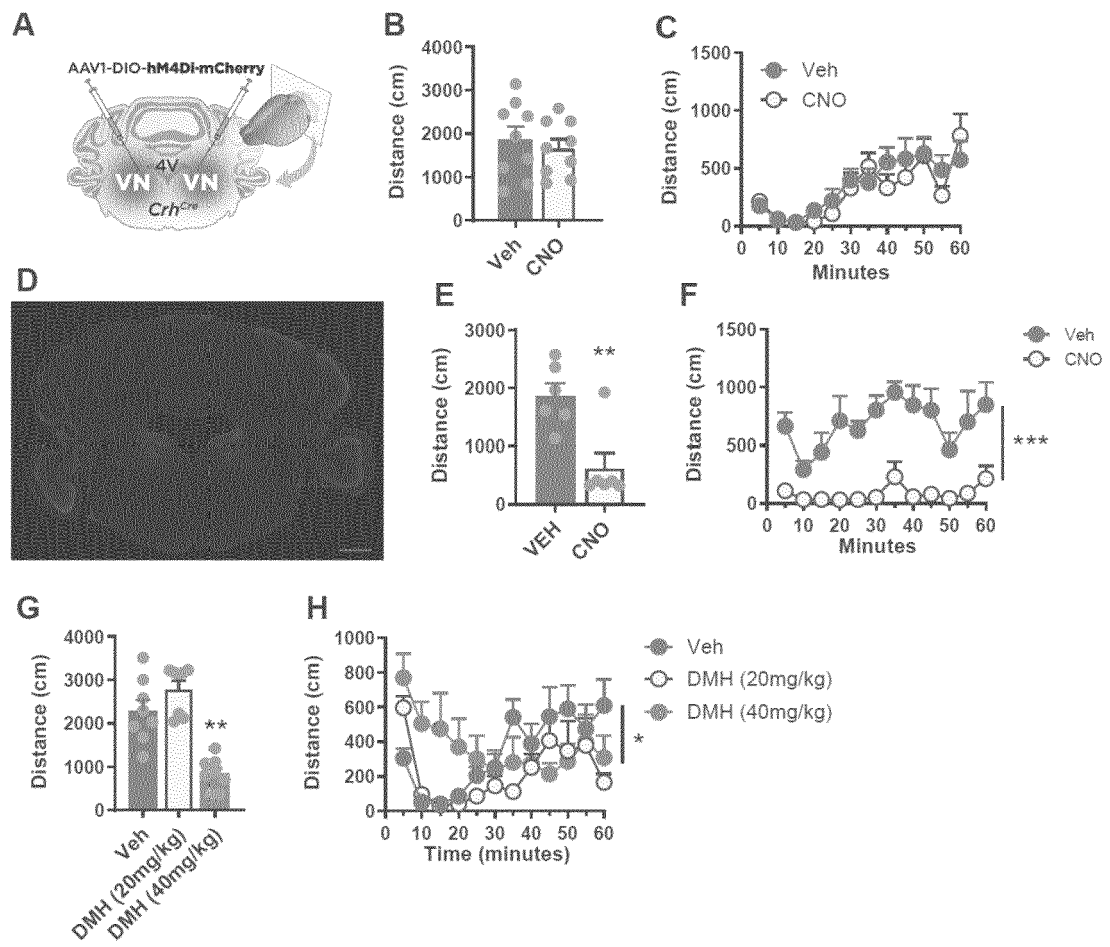 A
AAV1-DIO-hM4Di-mCherry
4V
VN VN
Crh^Cre
B
Distance (cm)
4000
3000
2000
1000
0
Veh
CNO
C
Distance (cm)
1500
1000
500
0
Veh
CNO
0 10 20 30 40 50 60
Minutes
D
E
Distance (cm)
3000
2000
1000
0
**
VEH
CNO
F
Distance (cm)
1500
1000
500
0
Veh
CNO
***
0 10 20 30 40 50 60
Minutes
G
Distance (cm)
4000
3000
2000
1000
0
**
Veh
DMH (20mg/kg)
DMH (40mg/kg)
H
Distance (cm)
1000
800
600
400
200
0
Veh
DMH (20mg/kg)
DMH (40mg/kg)
*
0 10 20 30 40 50 60
Time (minutes)